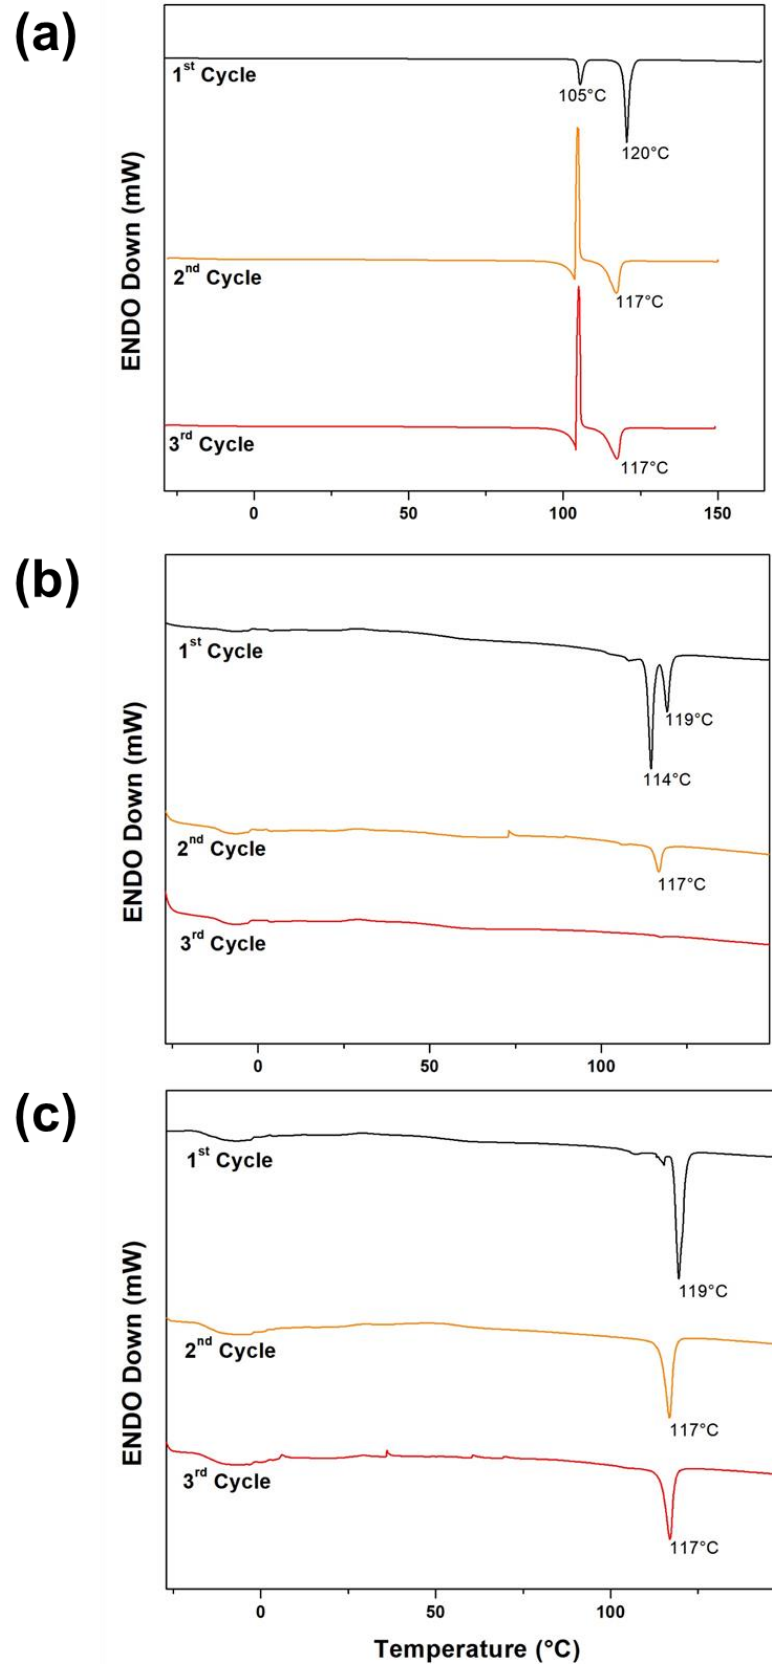 (a)
ENDO Down (mW)
1st Cycle
105°C
120°C
2nd Cycle
117°C
3rd Cycle
117°C
0 50 100 150
(b)
ENDO Down (mW)
1st Cycle
119°C
114°C
2nd Cycle
117°C
3rd Cycle
0 50 100
(c)
ENDO Down (mW)
1st Cycle
119°C
2nd Cycle
117°C
3rd Cycle
117°C
0 50 100
Temperature (°C)